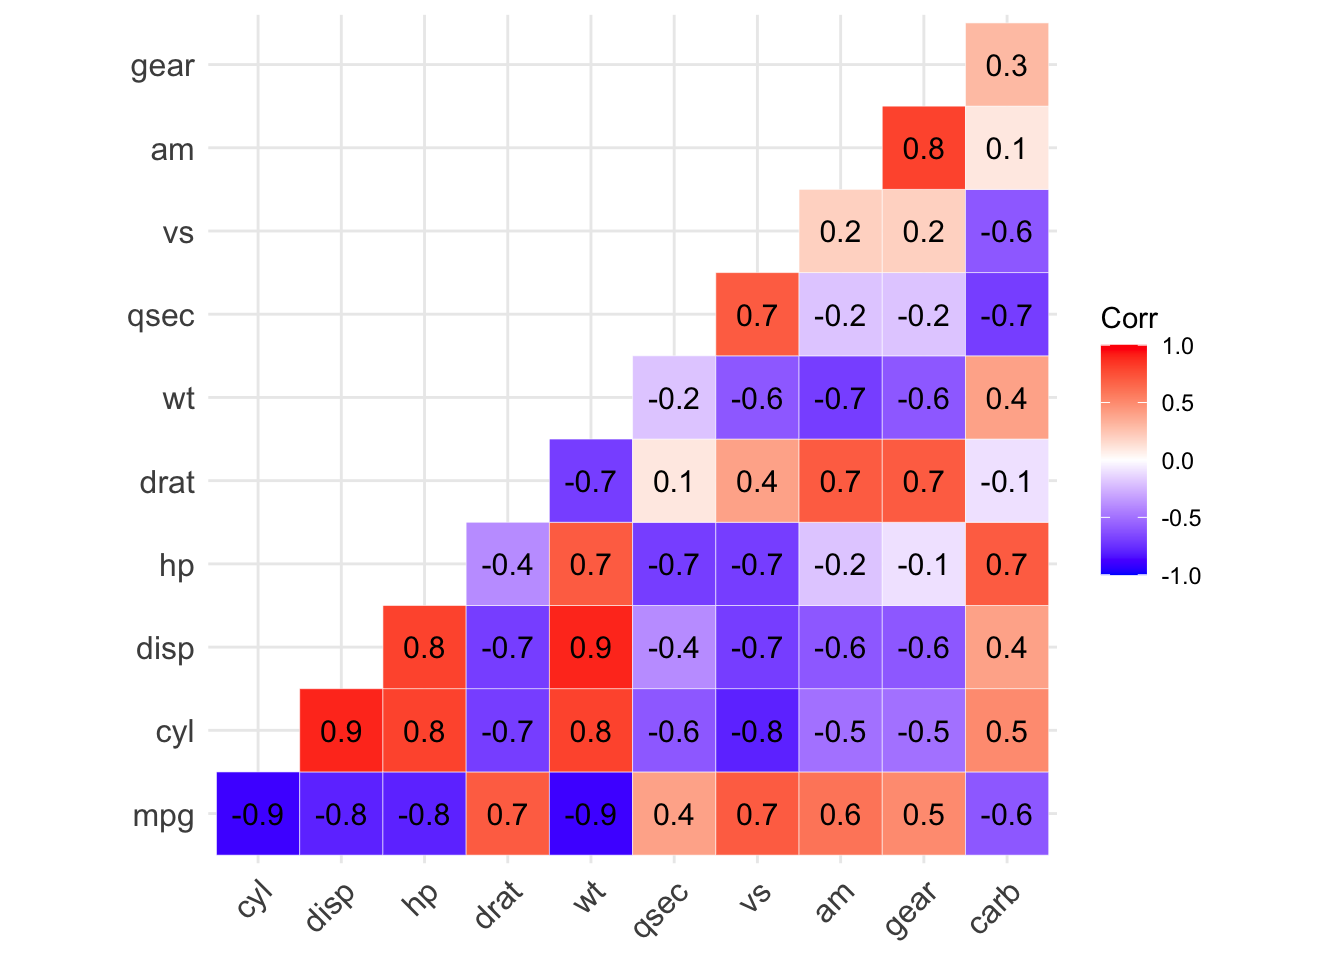 gear 0.3
am 0.8 0.1
vs 0.2 0.2 -0.6
qsec 0.7 -0.2 -0.2 -0.7
wt -0.2 -0.6 -0.7 -0.6 0.4
drat -0.7 0.1 0.4 0.7 0.7 -0.1
hp -0.4 0.7 -0.7 -0.7 -0.2 -0.1 0.7
disp 0.8 -0.7 0.9 -0.4 -0.7 -0.6 -0.6 0.4
cyl 0.9 0.8 -0.7 0.8 -0.6 -0.8 -0.5 -0.5 0.5
mpg -0.9 -0.8 -0.8 0.7 -0.9 0.4 0.7 0.6 0.5 -0.6
cyl disp hp drat wt qsec vs am gear carb
Corr
1.0
0.5
0.0
-0.5
-1.0